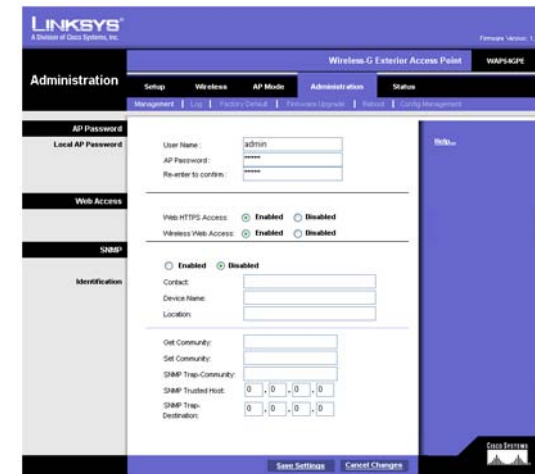 LINKSYS®
A Division of Cisco Systems, Inc.
Firmware Version: 1.
Wireless-G Exterior Access Point WAP54GPE
Administration
Setup Wireless AP Mode Administration Status
Management | Log | Factory Default | Firmware Upgrade | Reboot | Config Management
AP Password
Local AP Password
User Name : admin
AP Password :
Re-enter to confirm :
Help...
Web Access
Web HTTPS Access: Enabled Disabled
Wireless Web Access: Enabled Disabled
SNMP
Enabled Disabled
Identification
Contact:
Device Name:
Location:
Get Community:
Set Community:
SNMP Trap-Community:
SNMP Trusted Host: 0 . 0 . 0 . 0
SNMP Trap-Destination: 0 . 0 . 0 . 0
Save Settings Cancel Changes
CISCO SYSTEMS